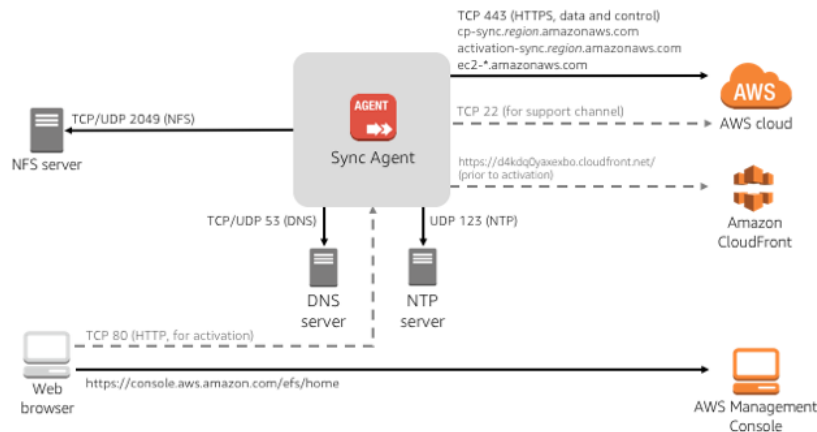 TCP 443 (HTTPS, data and control)
cp-sync.region.amazonaws.com
activation-sync.region.amazonaws.com
ec2-*.amazonaws.com
AWS
AWS cloud
TCP 22 (for support channel)
AGENT
Sync Agent
TCP/UDP 2049 (NFS)
NFS server
https://d4kdq0yaxexbo.cloudfront.net/
(prior to activation)
Amazon
CloudFront
TCP/UDP 53 (DNS)
UDP 123 (NTP)
DNS
server
NTP
server
TCP 80 (HTTP, for activation)
Web
browser
https://console.aws.amazon.com/efs/home
AWS Management
Console